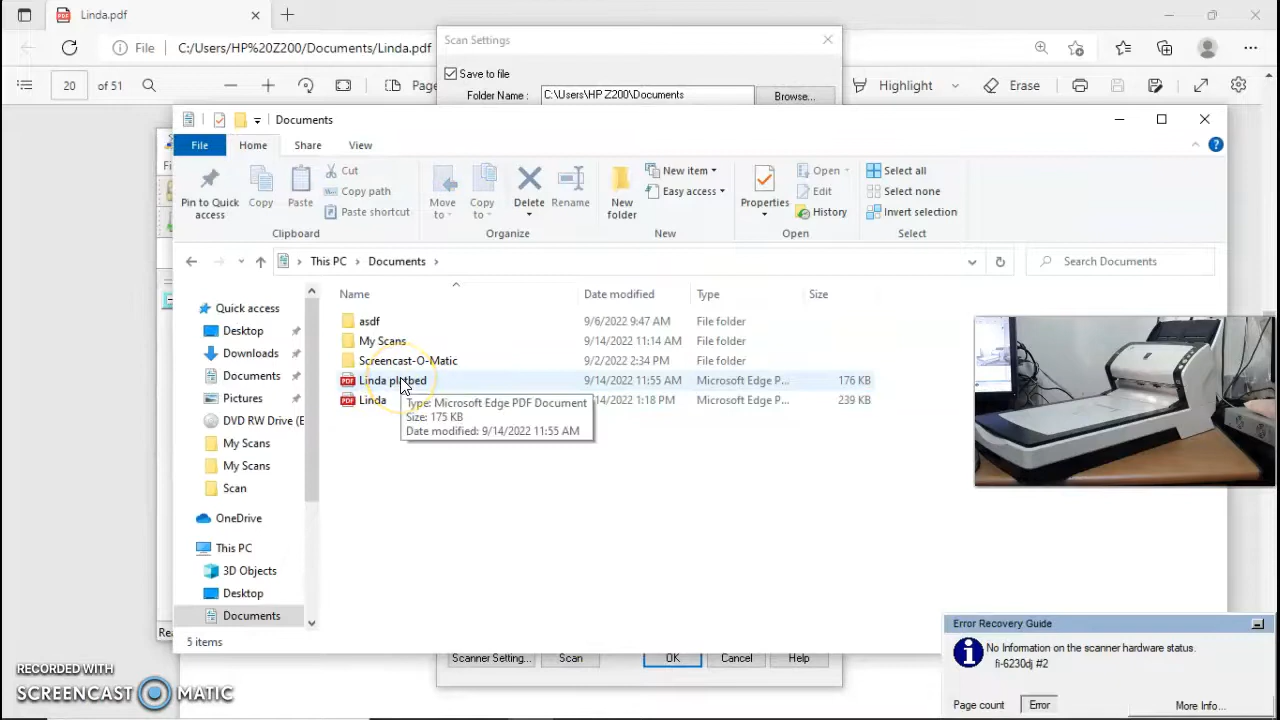 Linda.pdf
File C:/Users/HP%20Z200/Documents/Linda.pdf
20 of 51 Highlight Erase
Scan Settings
Save to file
Folder Name : C:\Users\HP Z200\Documents Browse...
Documents
File Home Share View
Pin to Quick access
Copy
Paste
Cut
Copy path
Paste shortcut
Clipboard
Move to
Copy to
Delete
Rename
Organize
New folder
New item
Easy access
New
Properties
Open
Edit
History
Open
Select all
Select none
Invert selection
Select
This PC > Documents >
Search Documents
Name Date modified Type Size
asdf 9/6/2022 9:47 AM File folder
My Scans 9/14/2022 11:14 AM File folder
Screencast-O-Matic 9/2/2022 2:34 PM File folder
Linda 9/14/2022 11:55 AM Microsoft Edge P... 176 KB
Linda /14/2022 1:18 PM Microsoft Edge P... 239 KB
Type: Microsoft Edge PDF Document
Size: 175 KB
Date modified: 9/14/2022 11:55 AM
Quick access
Desktop
Downloads
Documents
Pictures
DVD RW Drive (E
My Scans
My Scans
Scan
OneDrive
This PC
3D Objects
Desktop
Documents
5 items
Scanner Setting... Scan OK Cancel Help
Error Recovery Guide
No Information on the scanner hardware status.
fi-6230dj #2
Page count Error More Info...
RECORDED WITH
SCREENCAST MATIC